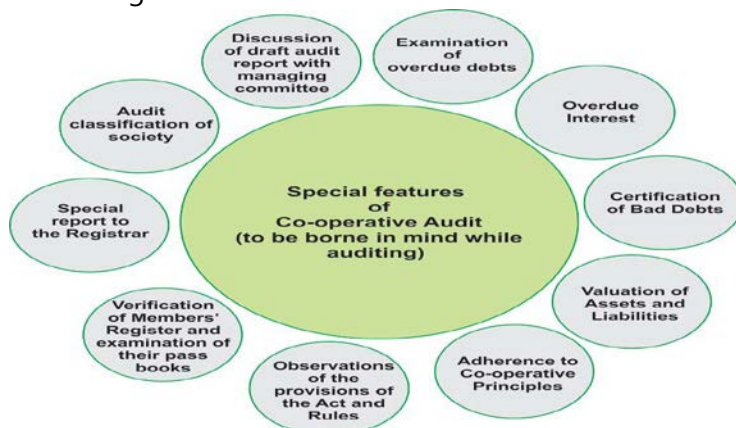 Special features
of
Co-operative Audit
(to be borne in mind while
auditing)
Examination
of
overdue debts
Overdue
Interest
Certification
of Bad Debts
Valuation of
Assets and
Liabilities
Adherence to
Co-operative
Principles
Observations
of the
provisions of
the Act and
Rules
Verification
of Members'
Register and
examination of
their pass
books
Special
report to
the Registrar
Audit
classification of
society
Discussion
of draft audit
report with
managing
committee